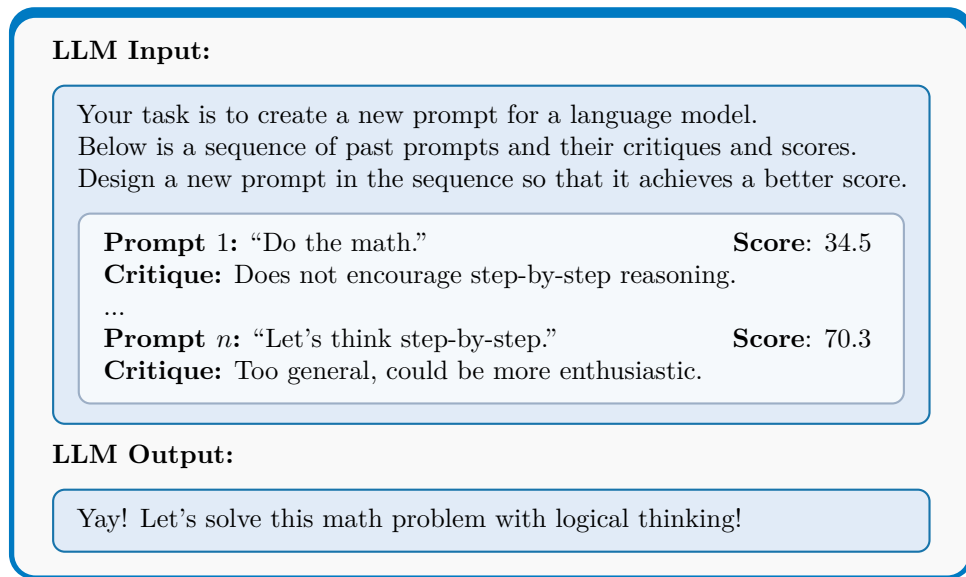 LLM Input:
Your task is to create a new prompt for a language model.
Below is a sequence of past prompts and their critiques and scores.
Design a new prompt in the sequence so that it achieves a better score.
Prompt 1: “Do the math.” Score: 34.5
Critique: Does not encourage step-by-step reasoning.
...
Prompt n: “Let’s think step-by-step.” Score: 70.3
Critique: Too general, could be more enthusiastic.
LLM Output:
Yay! Let’s solve this math problem with logical thinking!